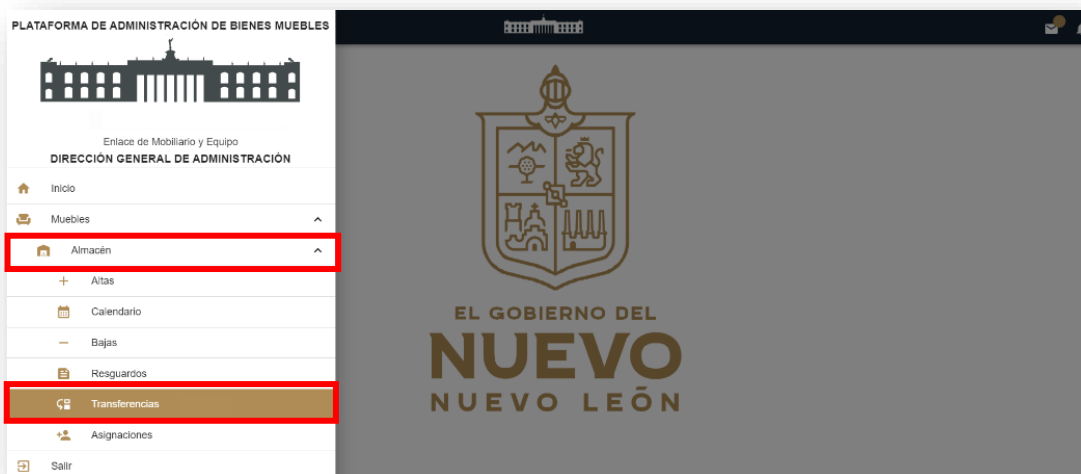 PLATAFORMA DE ADMINISTRACIÓN DE BIENES MUEBLES
Enlace de Mobiliario y Equipo
DIRECCIÓN GENERAL DE ADMINISTRACIÓN
Inicio
Muebles
Almacén
Altas
Calendario
Bajas
Resguardos
Transferencias
Asignaciones
Salir
EL GOBIERNO DEL
NUEVO
NUEVO LEÓN